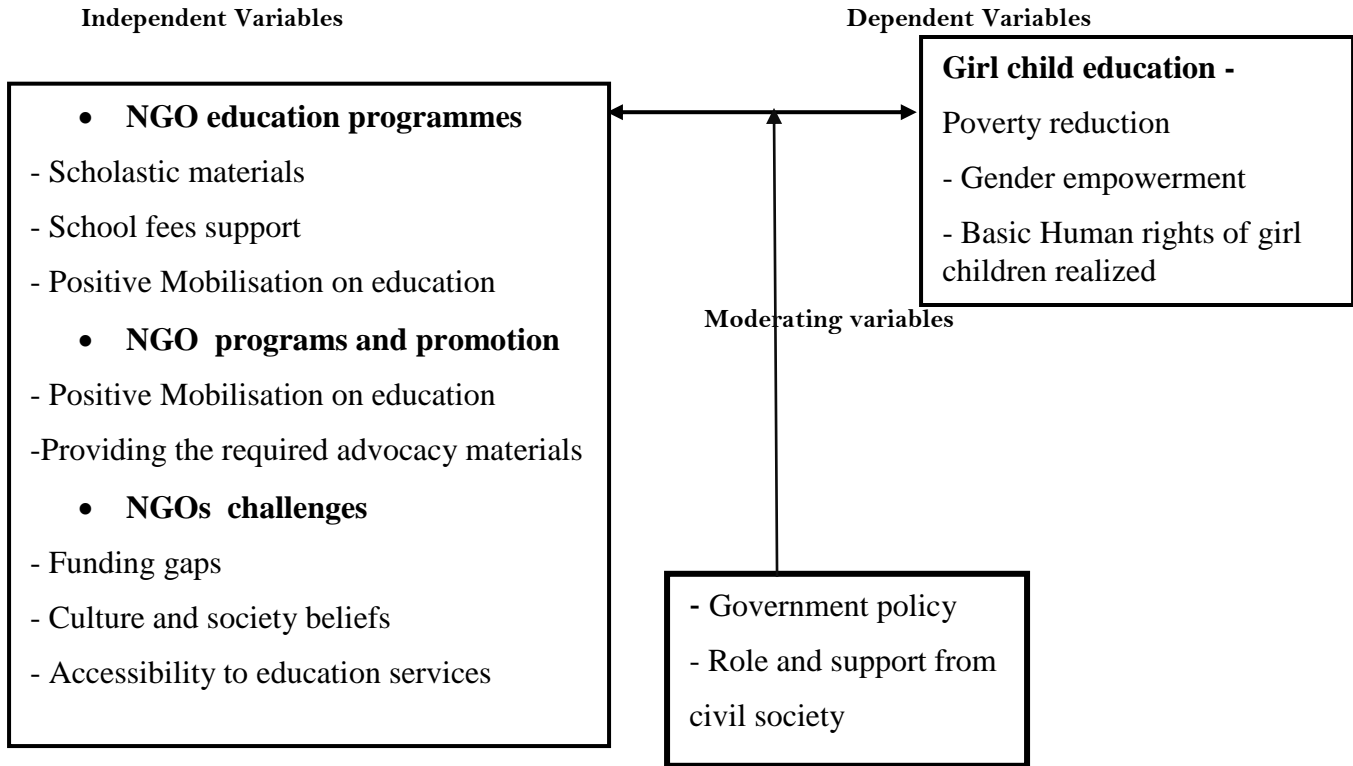 Independent Variables
Dependent Variables
• NGO education programmes
- Scholastic materials
- School fees support
- Positive Mobilisation on education
• NGO programs and promotion
- Positive Mobilisation on education
-Providing the required advocacy materials
• NGOs challenges
- Funding gaps
- Culture and society beliefs
- Accessibility to education services
Girl child education -
Poverty reduction
- Gender empowerment
- Basic Human rights of girl
children realized
Moderating variables
- Government policy
- Role and support from
civil society